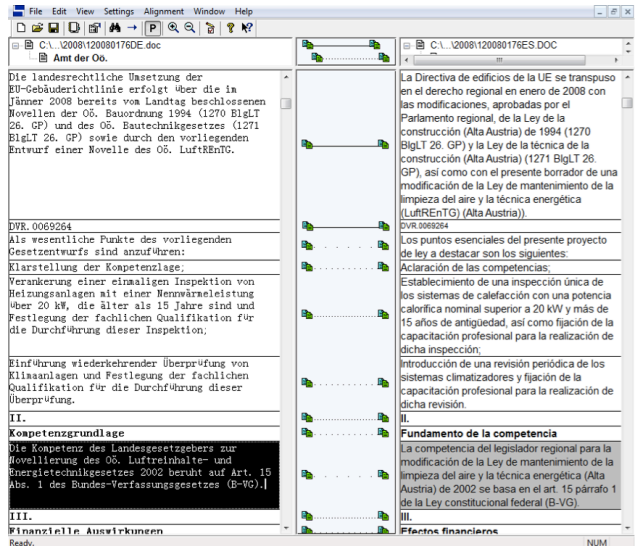 File Edit View Settings Alignment Window Help
P
C:\...\2008\120080176DE.doc
Amt der Oö.
C:\...\2008\120080176ES.DOC
Die landesrechtliche Umsetzung der
EU-Gebäuderichtlinie erfolgt über die im
Jänner 2008 bereits vom Landtag beschlossenen
Novellen der Oö. Bauordnung 1994 (1270 BlgLT
26. GP) und des Oö. Bautechnikgesetzes (1271
BlgLT 26. GP) sowie durch den vorliegenden
Entwurf einer Novelle des Oö. LuftREnTG.
DVR.0069264
Als wesentliche Punkte des vorliegenden
Gesetzentwurfs sind anzuführen:
Klarstellung der Kompetenzlage;
Verankerung einer einmaligen Inspektion von
Heizungsanlagen mit einer Nennwärmeleistung
über 20 kW, die älter als 15 Jahre sind und
Festlegung der fachlichen Qualifikation für
die Durchführung dieser Inspektion;
Einführung wiederkehrender Überprüfung von
Klimaanlagen und Festlegung der fachlichen
Qualifikation für die Durchführung dieser
Überprüfung.
II.
Kompetenzgrundlage
Die Kompetenz des Landesgesetzgebers zur
Novellierung des Oö. Luftreinhalte- und
Energietechnikgesetzes 2002 beruht auf Art. 15
Abs. 1 des Bundes-Verfassungsgesetzes (B-VG).
III.
Finanzielle Auswirkungen
La Directiva de edificios de la UE se transpuso
en el derecho regional en enero de 2008 con
las modificaciones, aprobadas por el
Parlamento regional, de la Ley de la
construcción (Alta Austria) de 1994 (1270
BlgLT 26. GP) y la Ley de la técnica de la
construcción (Alta Austria) (1271 BlgLT 26.
GP), así como con el presente borrador de una
modificación de la Ley de mantenimiento de la
limpieza del aire y la técnica energética
(LuftREnTG) (Alta Austria)).
DVR.0069264
Los puntos esenciales del presente proyecto
de ley a destacar son los siguientes:
Aclaración de las competencias;
Establecimiento de una inspección única de
los sistemas de calefacción con una potencia
calorífica nominal superior a 20 kW y más de
15 años de antigüedad, así como fijación de la
capacitación profesional para la realización de
dicha inspección;
Introducción de una revisión periódica de los
sistemas climatizadores y fijación de la
capacitación profesional para la realización de
dicha revisión.
II.
Fundamento de la competencia
La competencia del legislador regional para la
modificación de la Ley de mantenimiento de la
limpieza del aire y la técnica energética (Alta
Austria) de 2002 se basa en el art. 15 párrafo 1
de la Ley constitucional federal (B-VG).
III.
Efectos financieros
Ready.
NUM